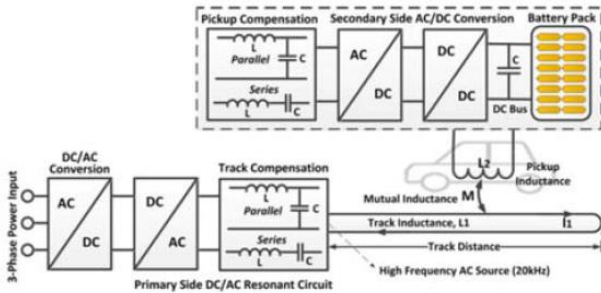 Pickup Compensation
Secondary Side AC/DC Conversion
Battery Pack
L
Parallel
C
Series
L
C
AC
DC
DC
DC
C
DC Bus
L2
Pickup
Inductance
DC/AC
Conversion
Track Compensation
Mutual Inductance
M
3-Phase Power Input
AC
DC
DC
AC
L
Parallel
C
Series
L
C
Track Inductance, L1
I1
Track Distance
High Frequency AC Source (20kHz)
Primary Side DC/AC Resonant Circuit